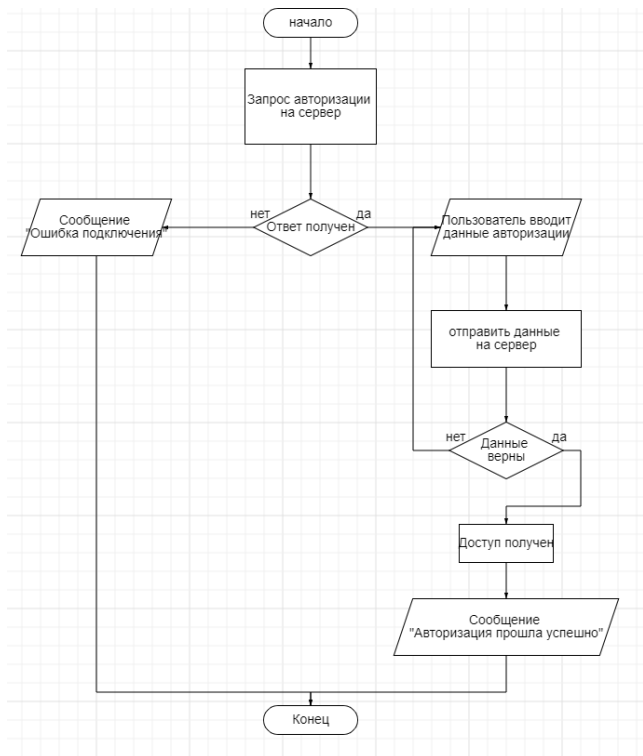 начало
Запрос авторизации
на сервер
нет
да
Ответ получен
Сообщение
"Ошибка подключения"
Пользователь вводит
данные авторизации
отправить данные
на сервер
нет
да
Данные
верны
Доступ получен
Сообщение
"Авторизация прошла успешно"
Конец